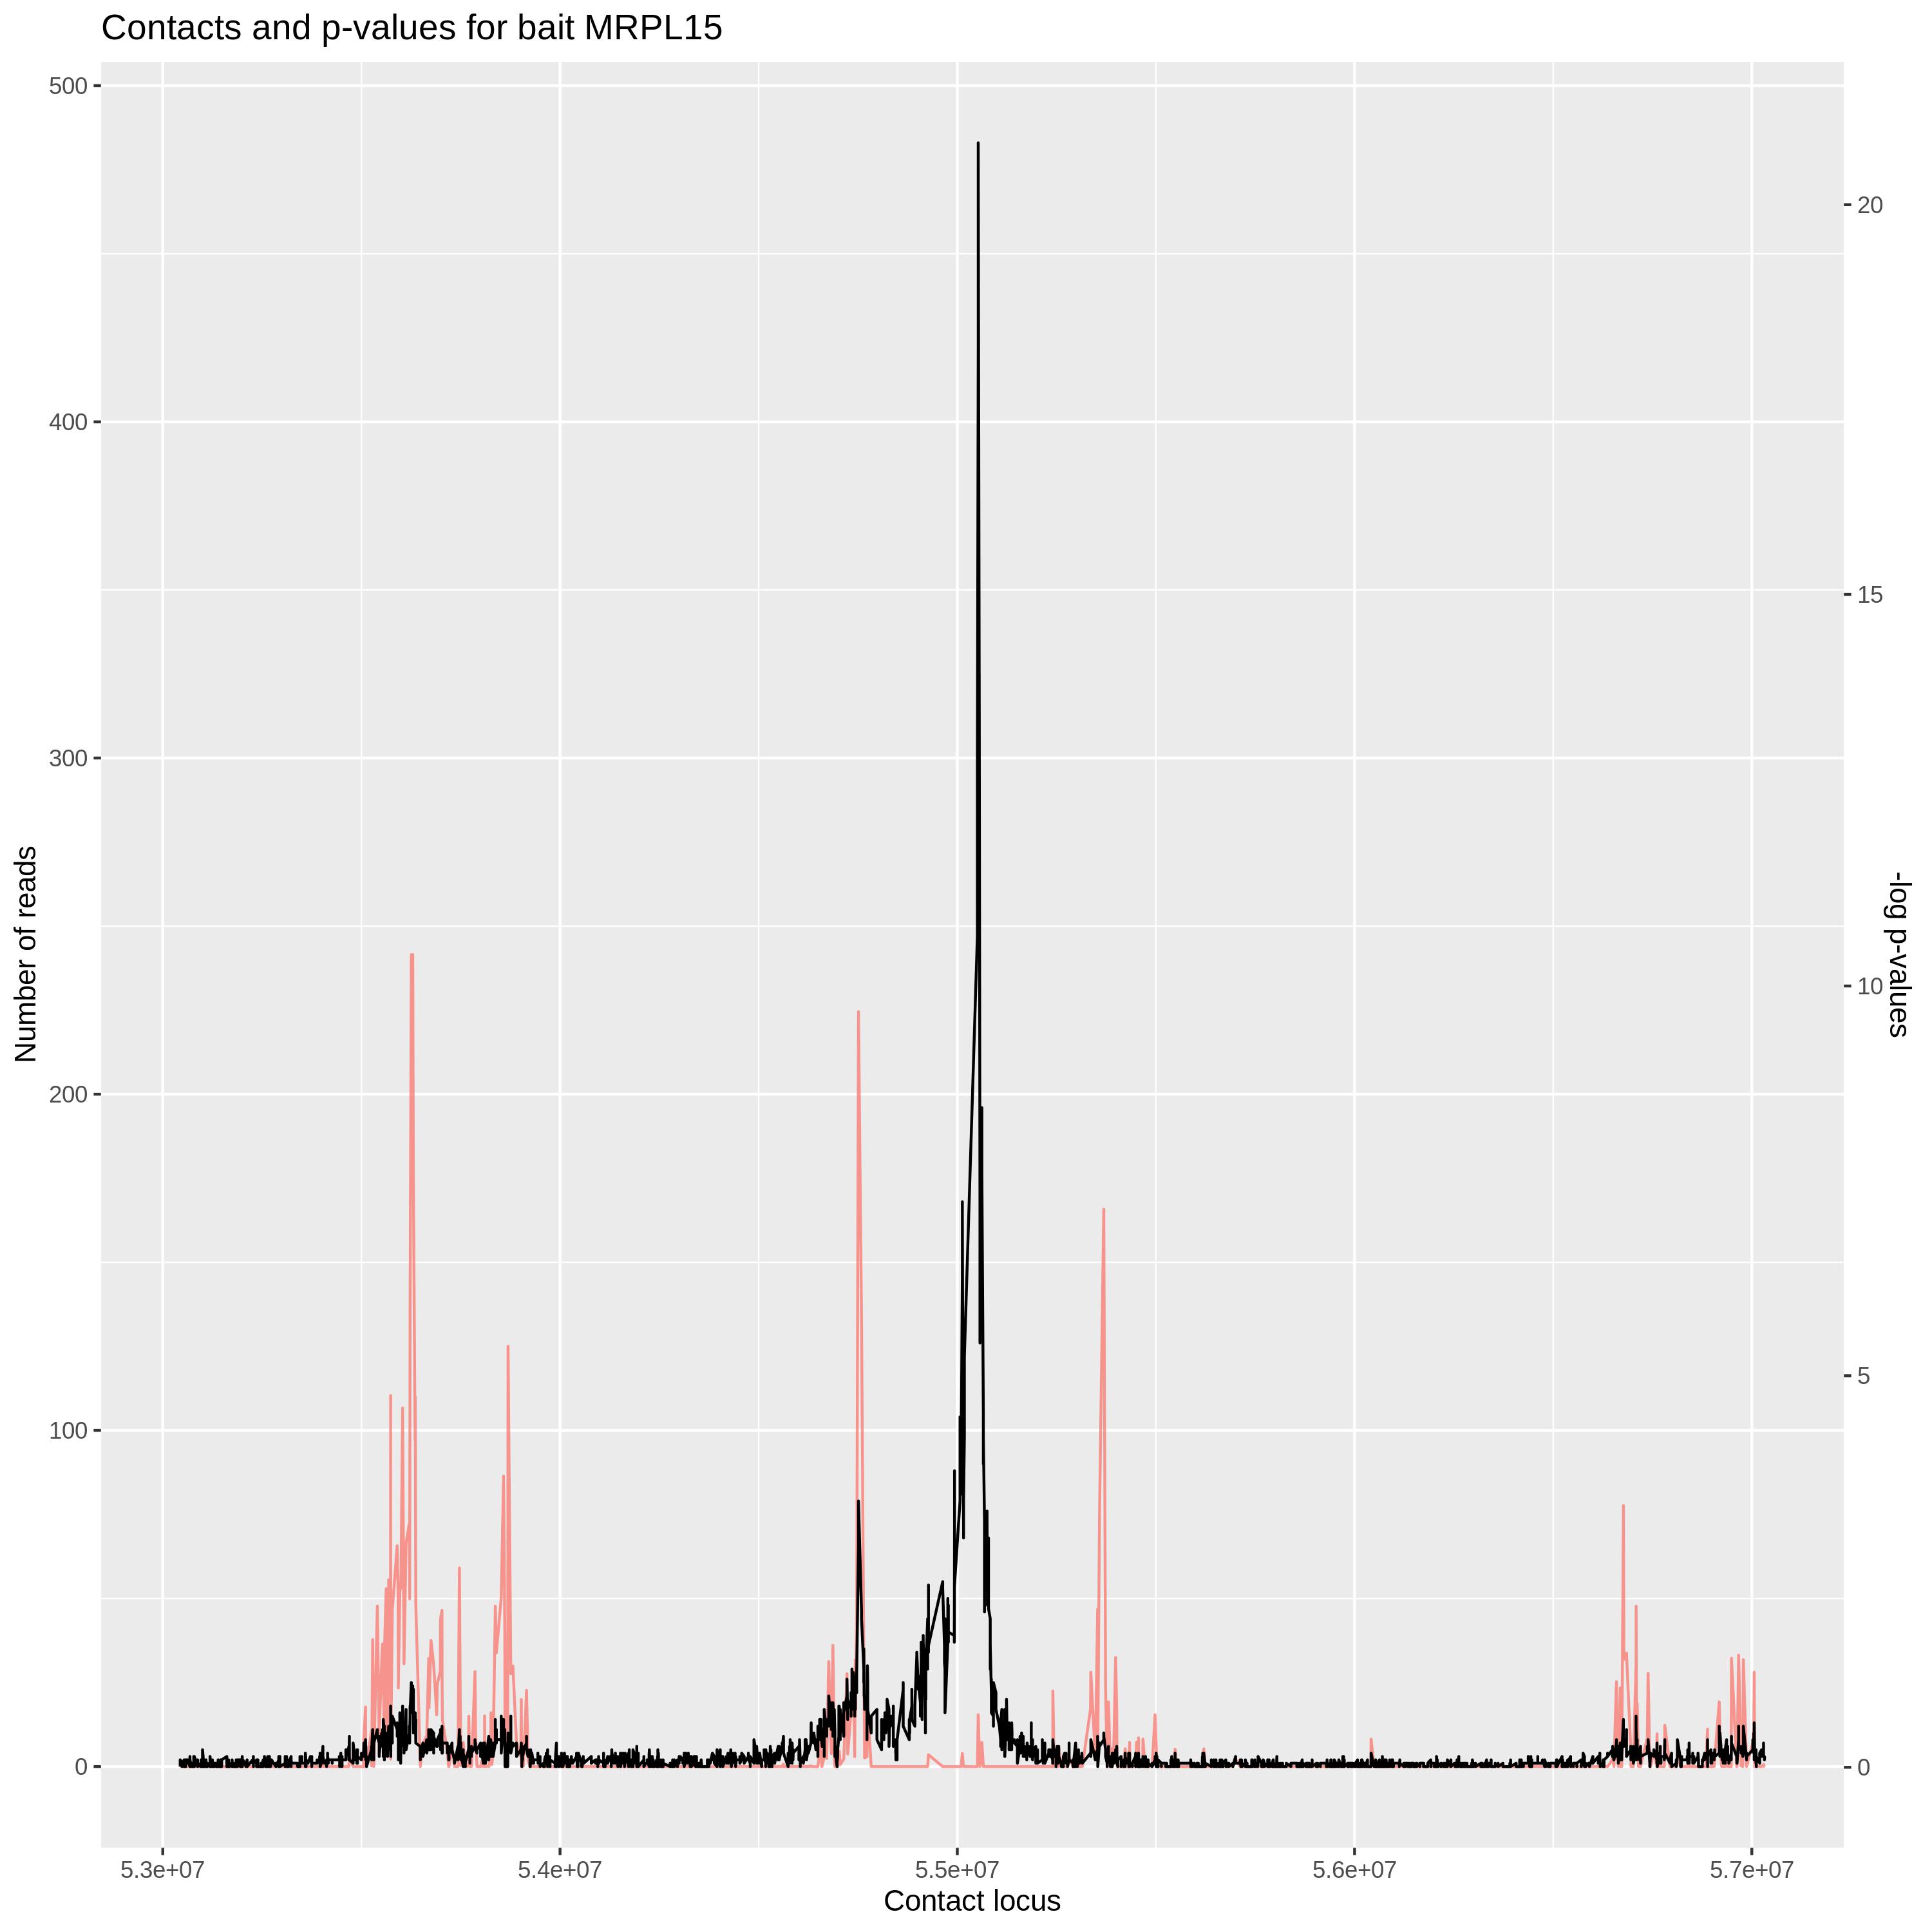 Contacts and p-values for bait MRPL15
500
400
300
200
100
0
Number of reads
20
15
10
5
0
-log p-values
5.3e+07
5.4e+07
5.5e+07
5.6e+07
5.7e+07
Contact locus